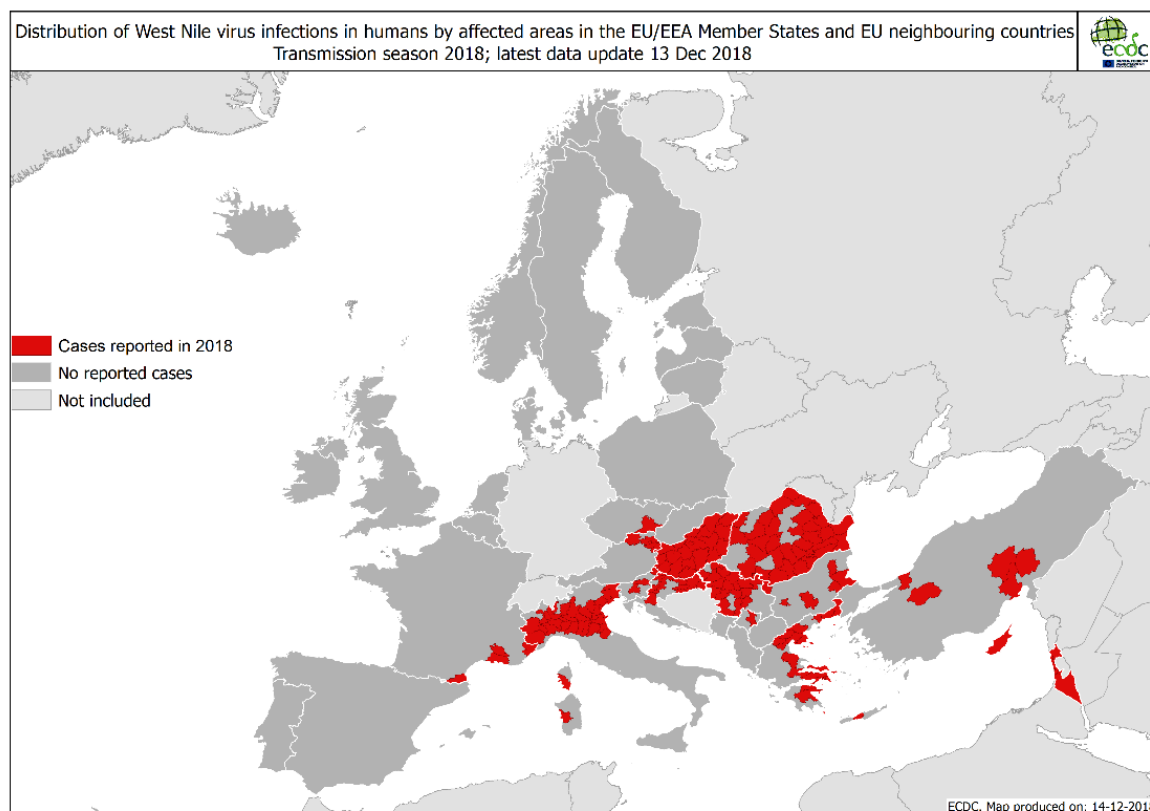 Distribution of West Nile virus infections in humans by affected areas in the EU/EEA Member States and EU neighbouring countries
Transmission season 2018; latest data update 13 Dec 2018
ecdc
Cases reported in 2018
No reported cases
Not included
ECDC. Map produced on: 14-12-2018